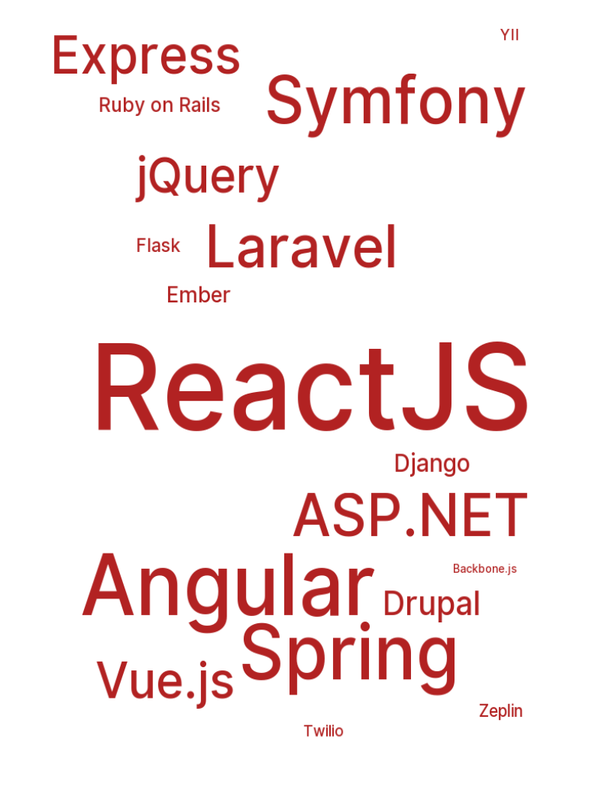 YII
Express
Symfony
Ruby on Rails
jQuery
Flask
Laravel
Ember
ReactJS
Django
ASP.NET
Backbone.js
Angular
Drupal
Spring
Vue.js
Zeplin
Twilio